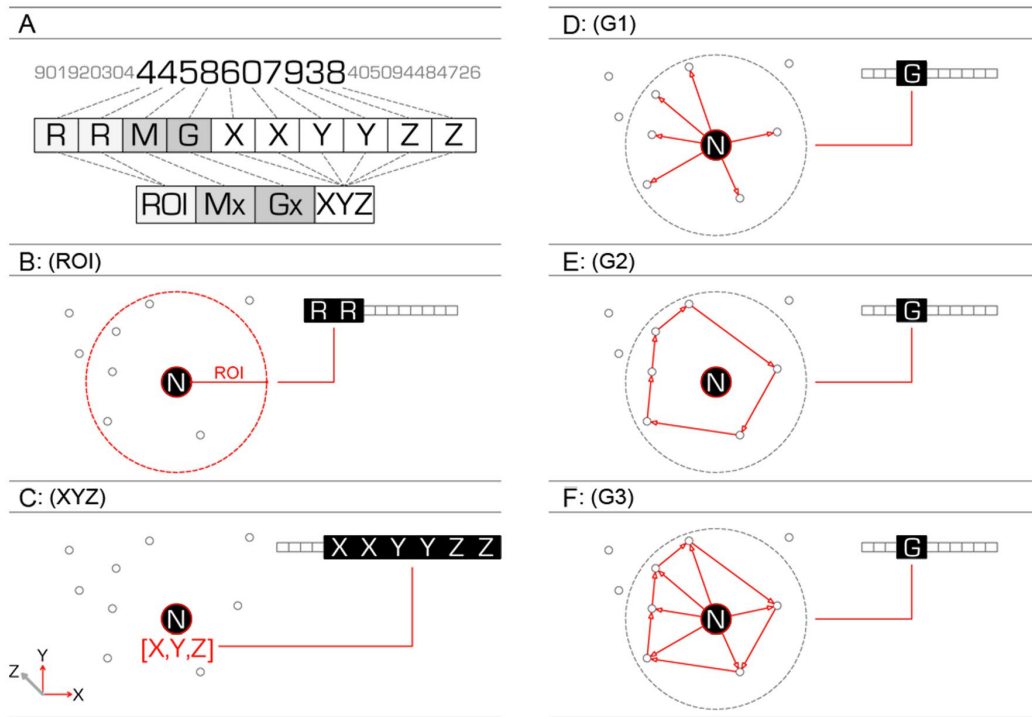 A
901920304 4458607938 405094484726
R R M G X X Y Y Z Z
ROI Mx Gx XYZ
B: (ROI)
R R
N
ROI
C: (XYZ)
X X Y Y Z Z
N
[X,Y,Z]
Y
Z
X
D: (G1)
G
N
E: (G2)
G
N
F: (G3)
G
N